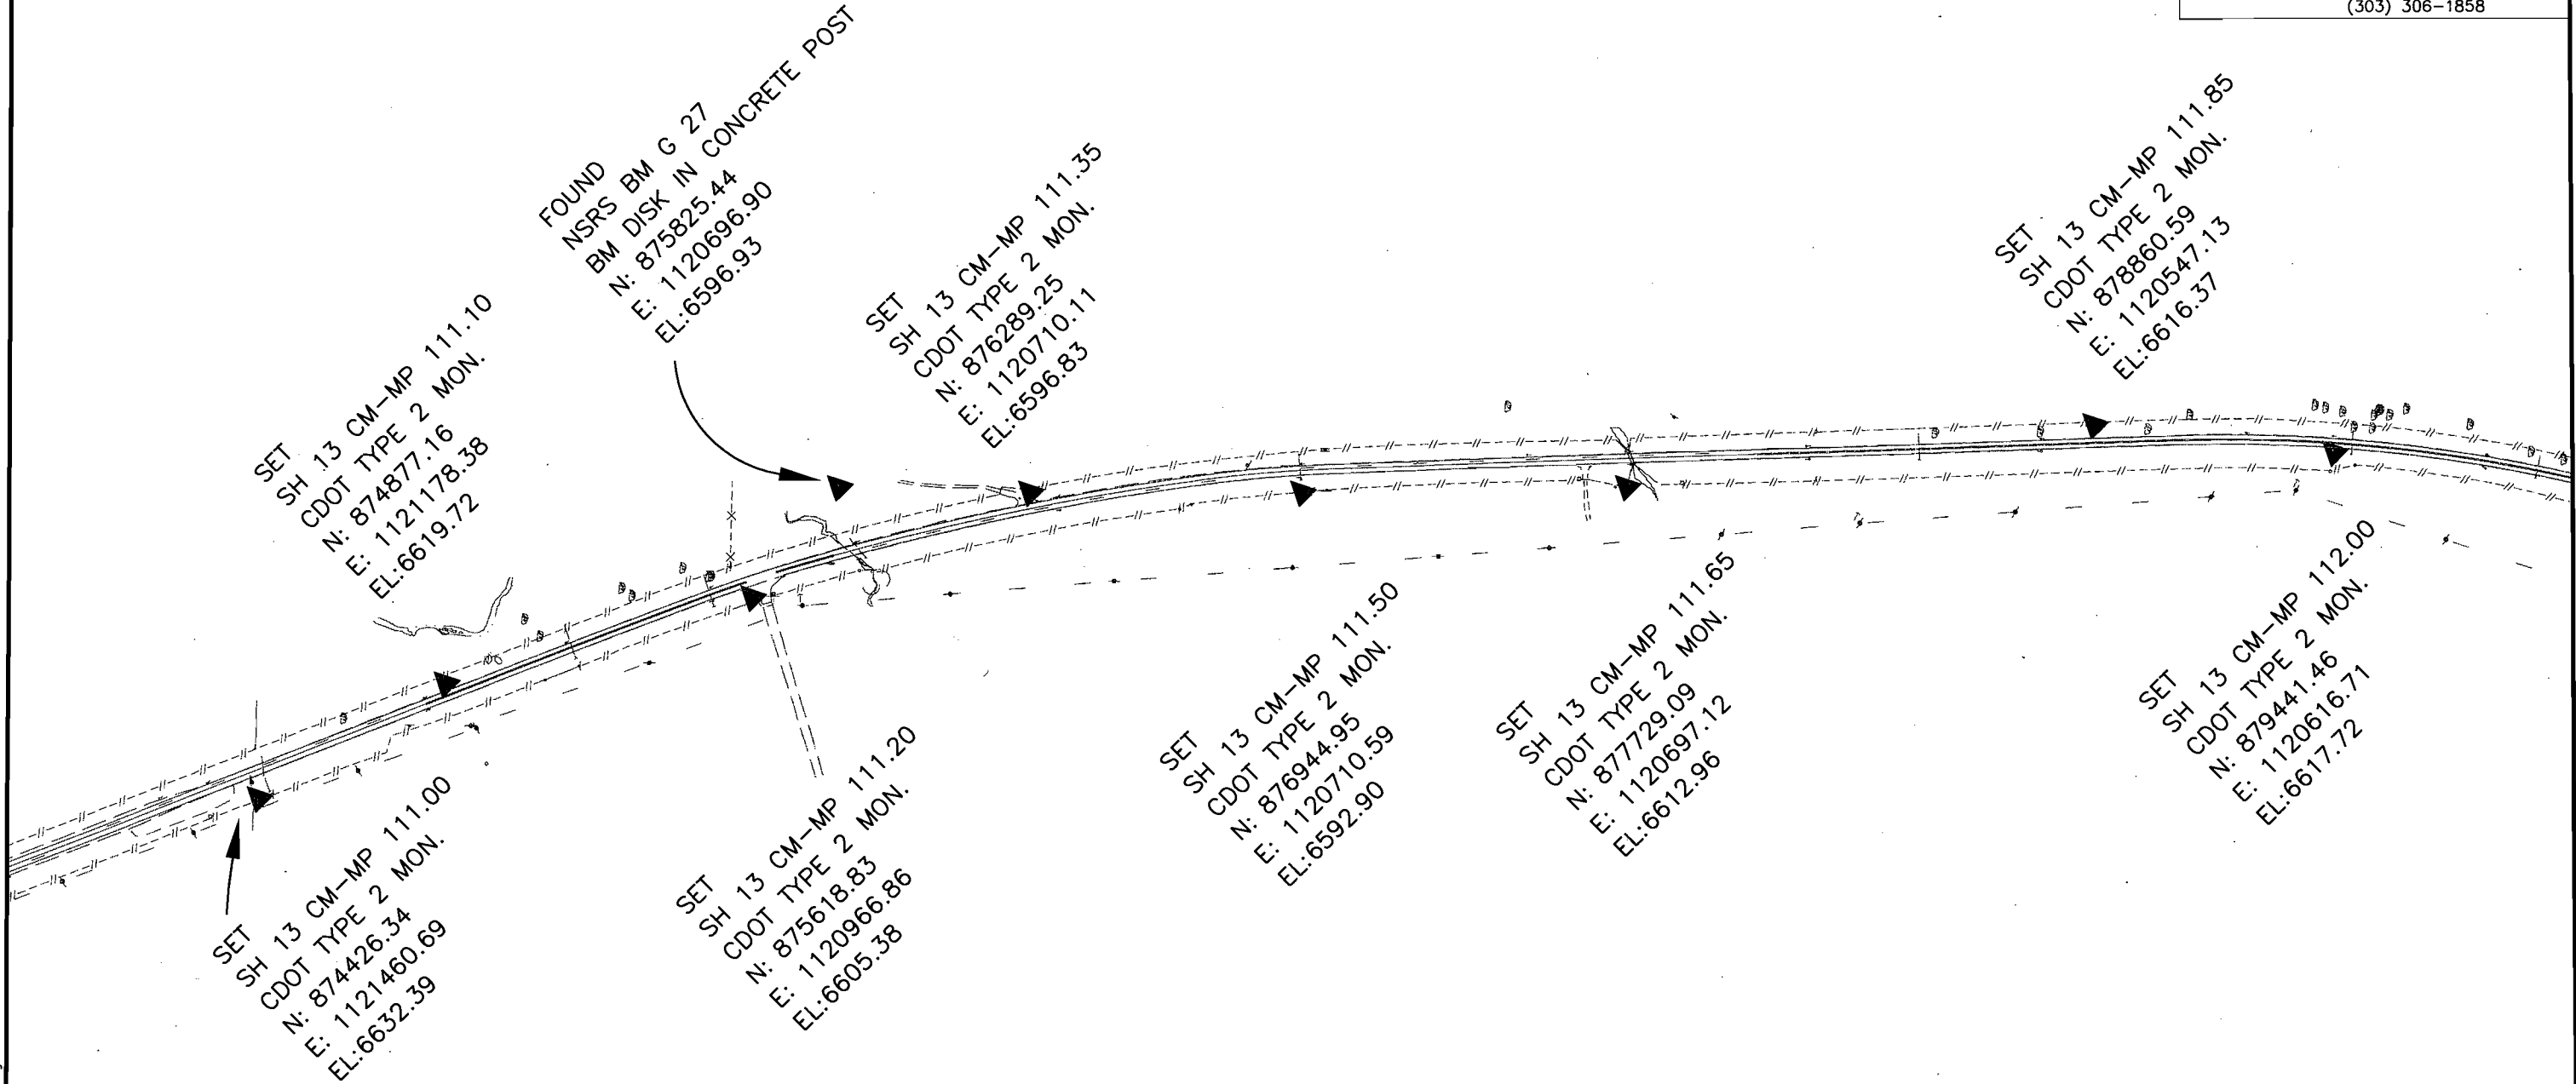 (303) 306-1858
FOUND
NSRS BM G 27
BM DISK IN CONCRETE POST
N: 875825.44
E: 1120696.90
EL:6596.93
SET
SH 13 CM-MP 111.35
CDOT TYPE 2 MON.
N: 876289.25
E: 1120710.11
EL:6596.83
SET
SH 13 CM-MP 111.85
CDOT TYPE 2 MON.
N: 878860.59
E: 1120547.13
EL:6616.37
SET
SH 13 CM-MP 111.10
CDOT TYPE 2 MON.
N: 874877.16
E: 1121178.38
EL:6619.72
SET
SH 13 CM-MP 111.00
CDOT TYPE 2 MON.
N: 874426.34
E: 1121460.69
EL:6632.39
SET
SH 13 CM-MP 111.20
CDOT TYPE 2 MON.
N: 875618.83
E: 1120966.86
EL:6605.38
SET
SH 13 CM-MP 111.50
CDOT TYPE 2 MON.
N: 876944.95
E: 1120710.59
EL:6592.90
SET
SH 13 CM-MP 111.65
CDOT TYPE 2 MON.
N: 877729.09
E: 1120697.12
EL:6612.96
SET
SH 13 CM-MP 112.00
CDOT TYPE 2 MON.
N: 879441.46
E: 1120616.71
EL:6617.72